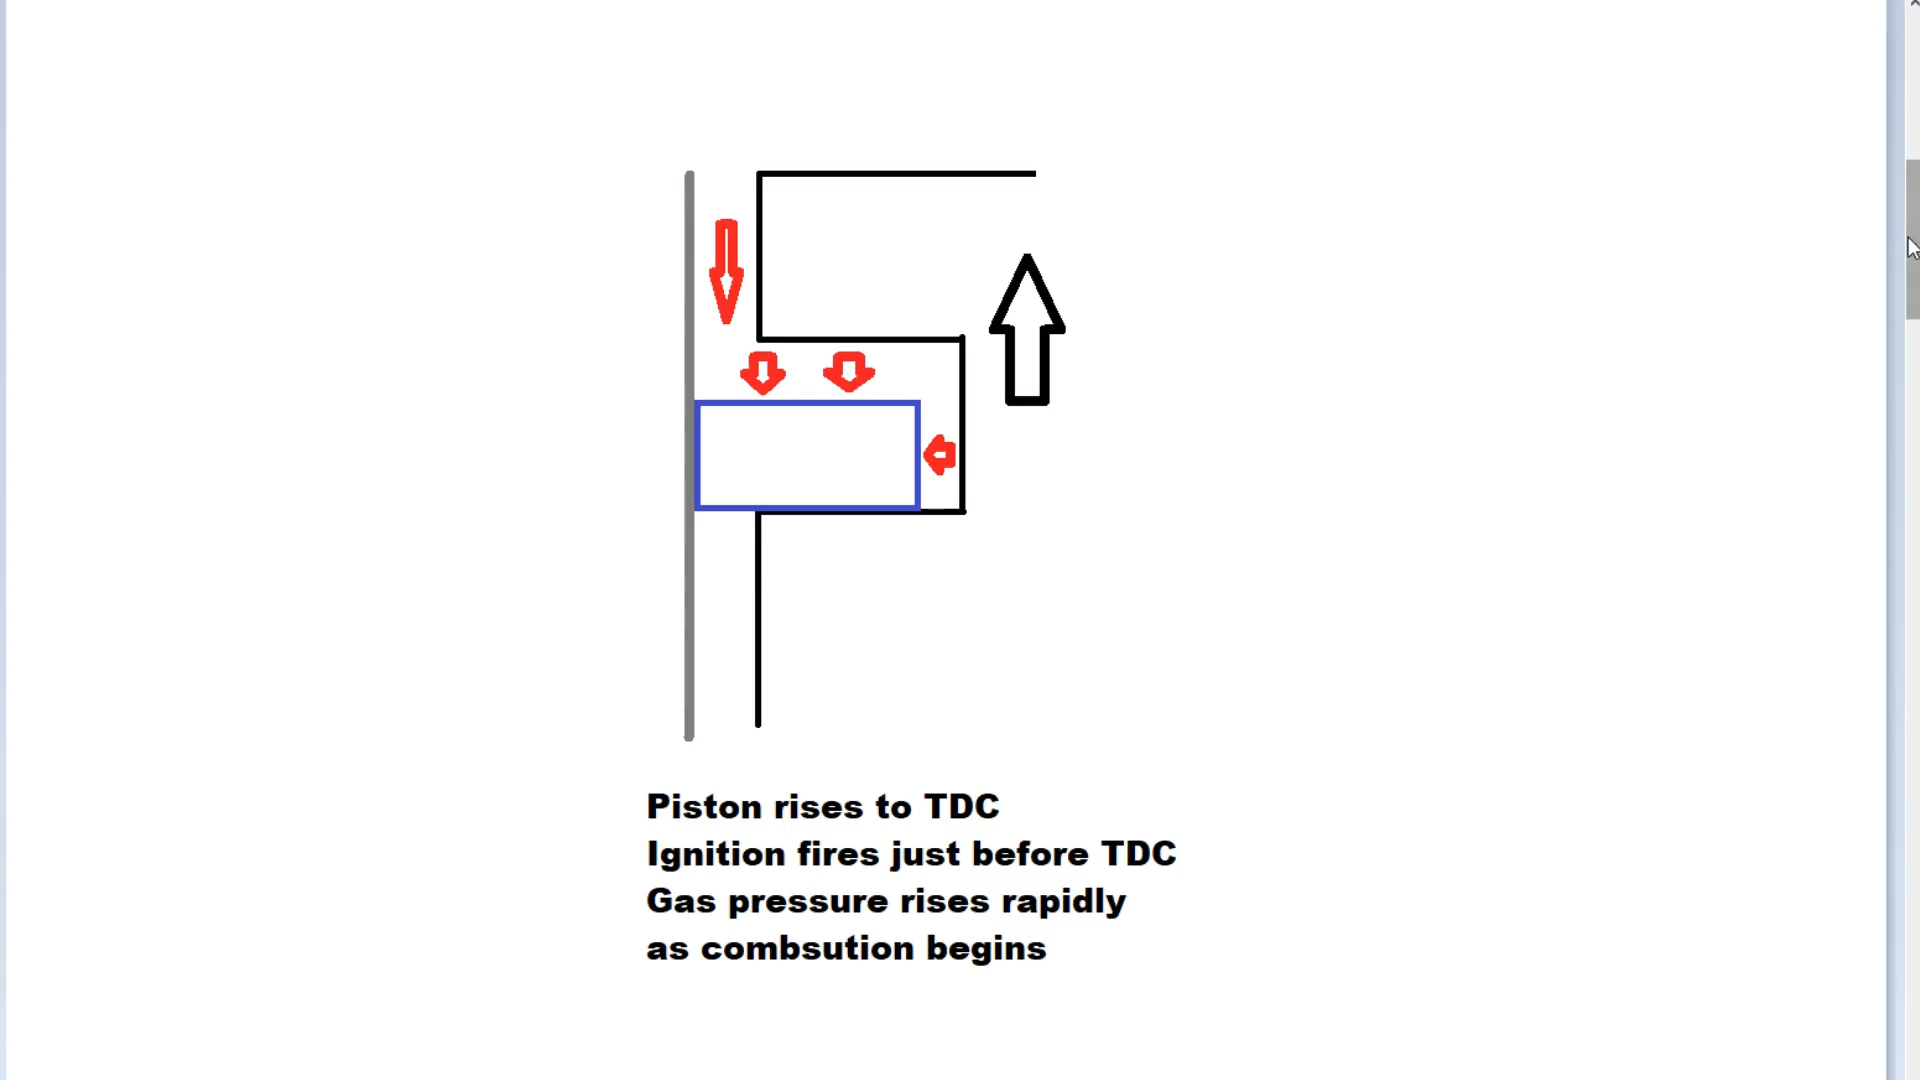 Piston rises to TDC
Ignition fires just before TDC
Gas pressure rises rapidly
as combsution begins